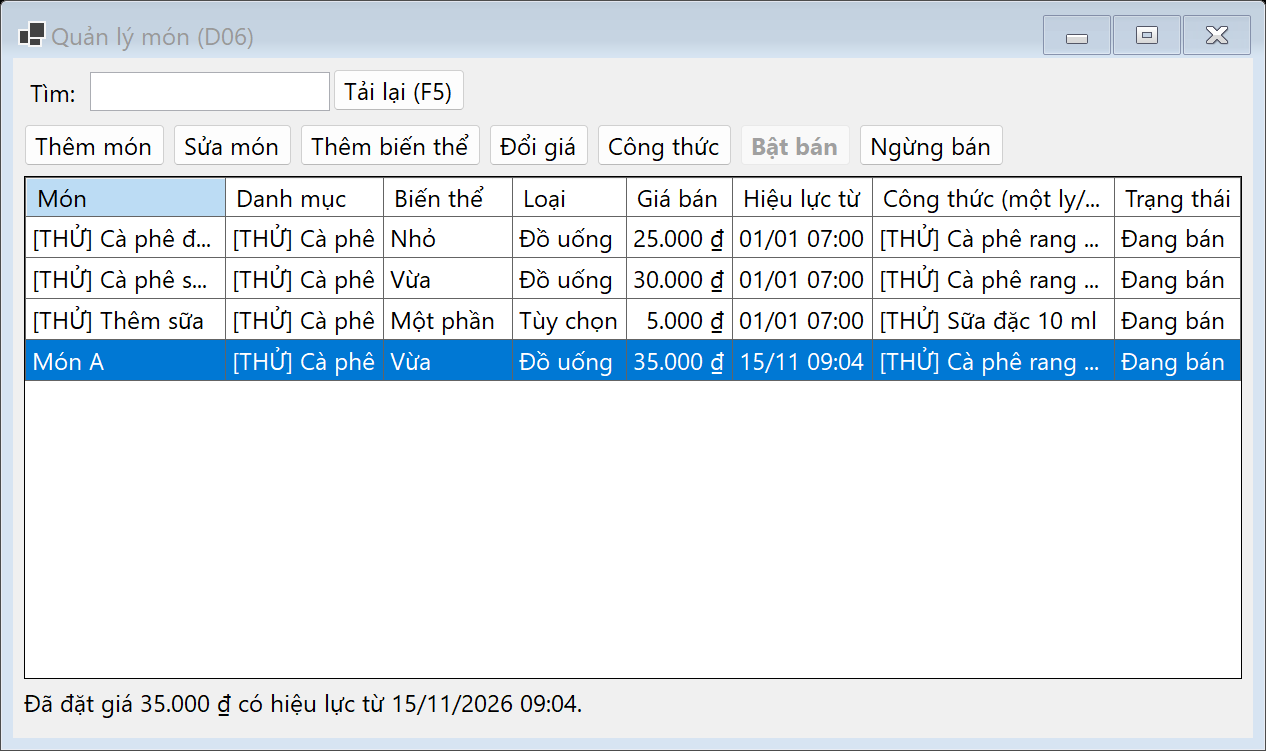 Quản lý món (D06)
Tìm: Tải lại (F5)
Thêm món Sửa món Thêm biến thể Đổi giá Công thức Bật bán Ngừng bán
Món Danh mục Biến thể Loại Giá bán Hiệu lực từ Công thức (một ly/... Trạng thái
[THỬ] Cà phê đ... [THỬ] Cà phê Nhỏ Đồ uống 25.000 ₫ 01/01 07:00 [THỬ] Cà phê rang ... Đang bán
[THỬ] Cà phê s... [THỬ] Cà phê Vừa Đồ uống 30.000 ₫ 01/01 07:00 [THỬ] Cà phê rang ... Đang bán
[THỬ] Thêm sữa [THỬ] Cà phê Một phần Tùy chọn 5.000 ₫ 01/01 07:00 [THỬ] Sữa đặc 10 ml Đang bán
Món A [THỬ] Cà phê Vừa Đồ uống 35.000 ₫ 15/11 09:04 [THỬ] Cà phê rang ... Đang bán
Đã đặt giá 35.000 ₫ có hiệu lực từ 15/11/2026 09:04.